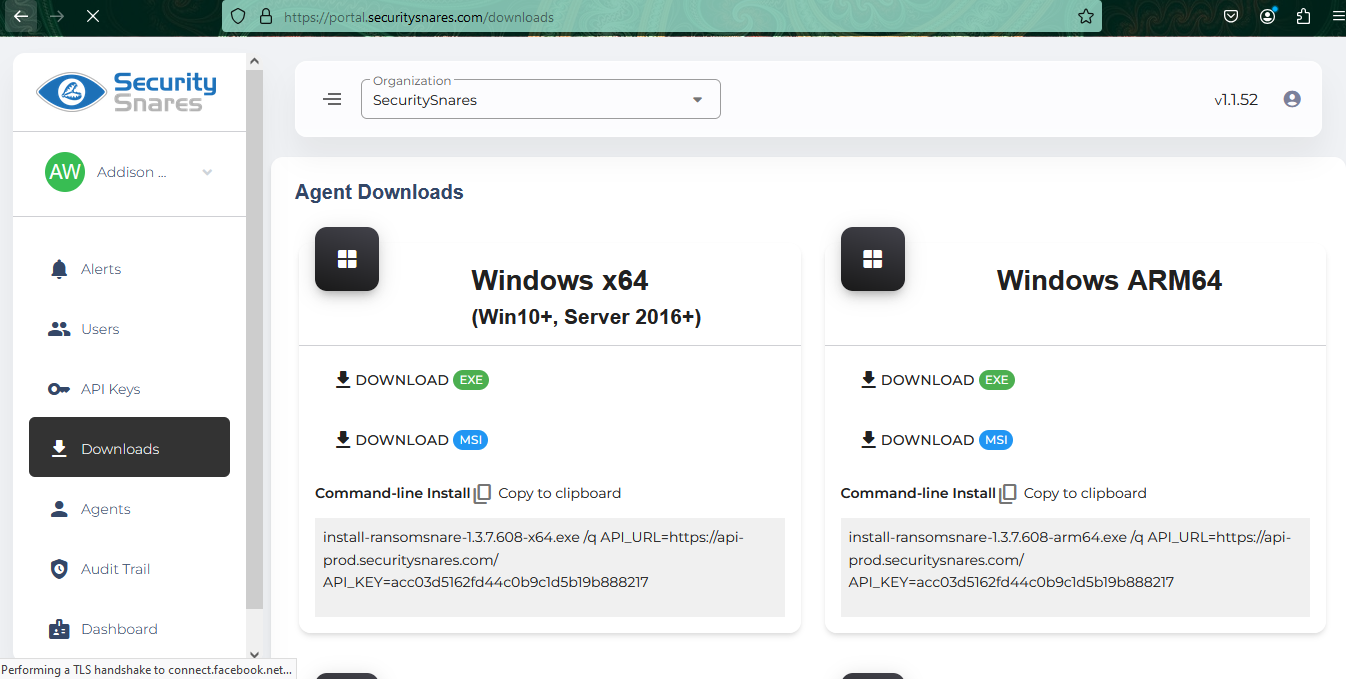 https://portal.securitysnares.com/downloads
Security
Snares
Organization
SecuritySnares
v1.1.52
AW
Addison ...
Alerts
Users
API Keys
Downloads
Agents
Audit Trail
Dashboard
Agent Downloads
Windows x64
(Win10+, Server 2016+)
DOWNLOAD EXE
DOWNLOAD MSI
Command-line Install Copy to clipboard
install-ransomsnare-1.3.7.608-x64.exe /q API_URL=https://api-
prod.securitysnares.com/
API_KEY=acc03d5162fd44c0b9c1d5b19b888217
Windows ARM64
DOWNLOAD EXE
DOWNLOAD MSI
Command-line Install Copy to clipboard
install-ransomsnare-1.3.7.608-arm64.exe /q API_URL=https://api-
prod.securitysnares.com/
API_KEY=acc03d5162fd44c0b9c1d5b19b888217
Performing a TLS handshake to connect.facebook.net...